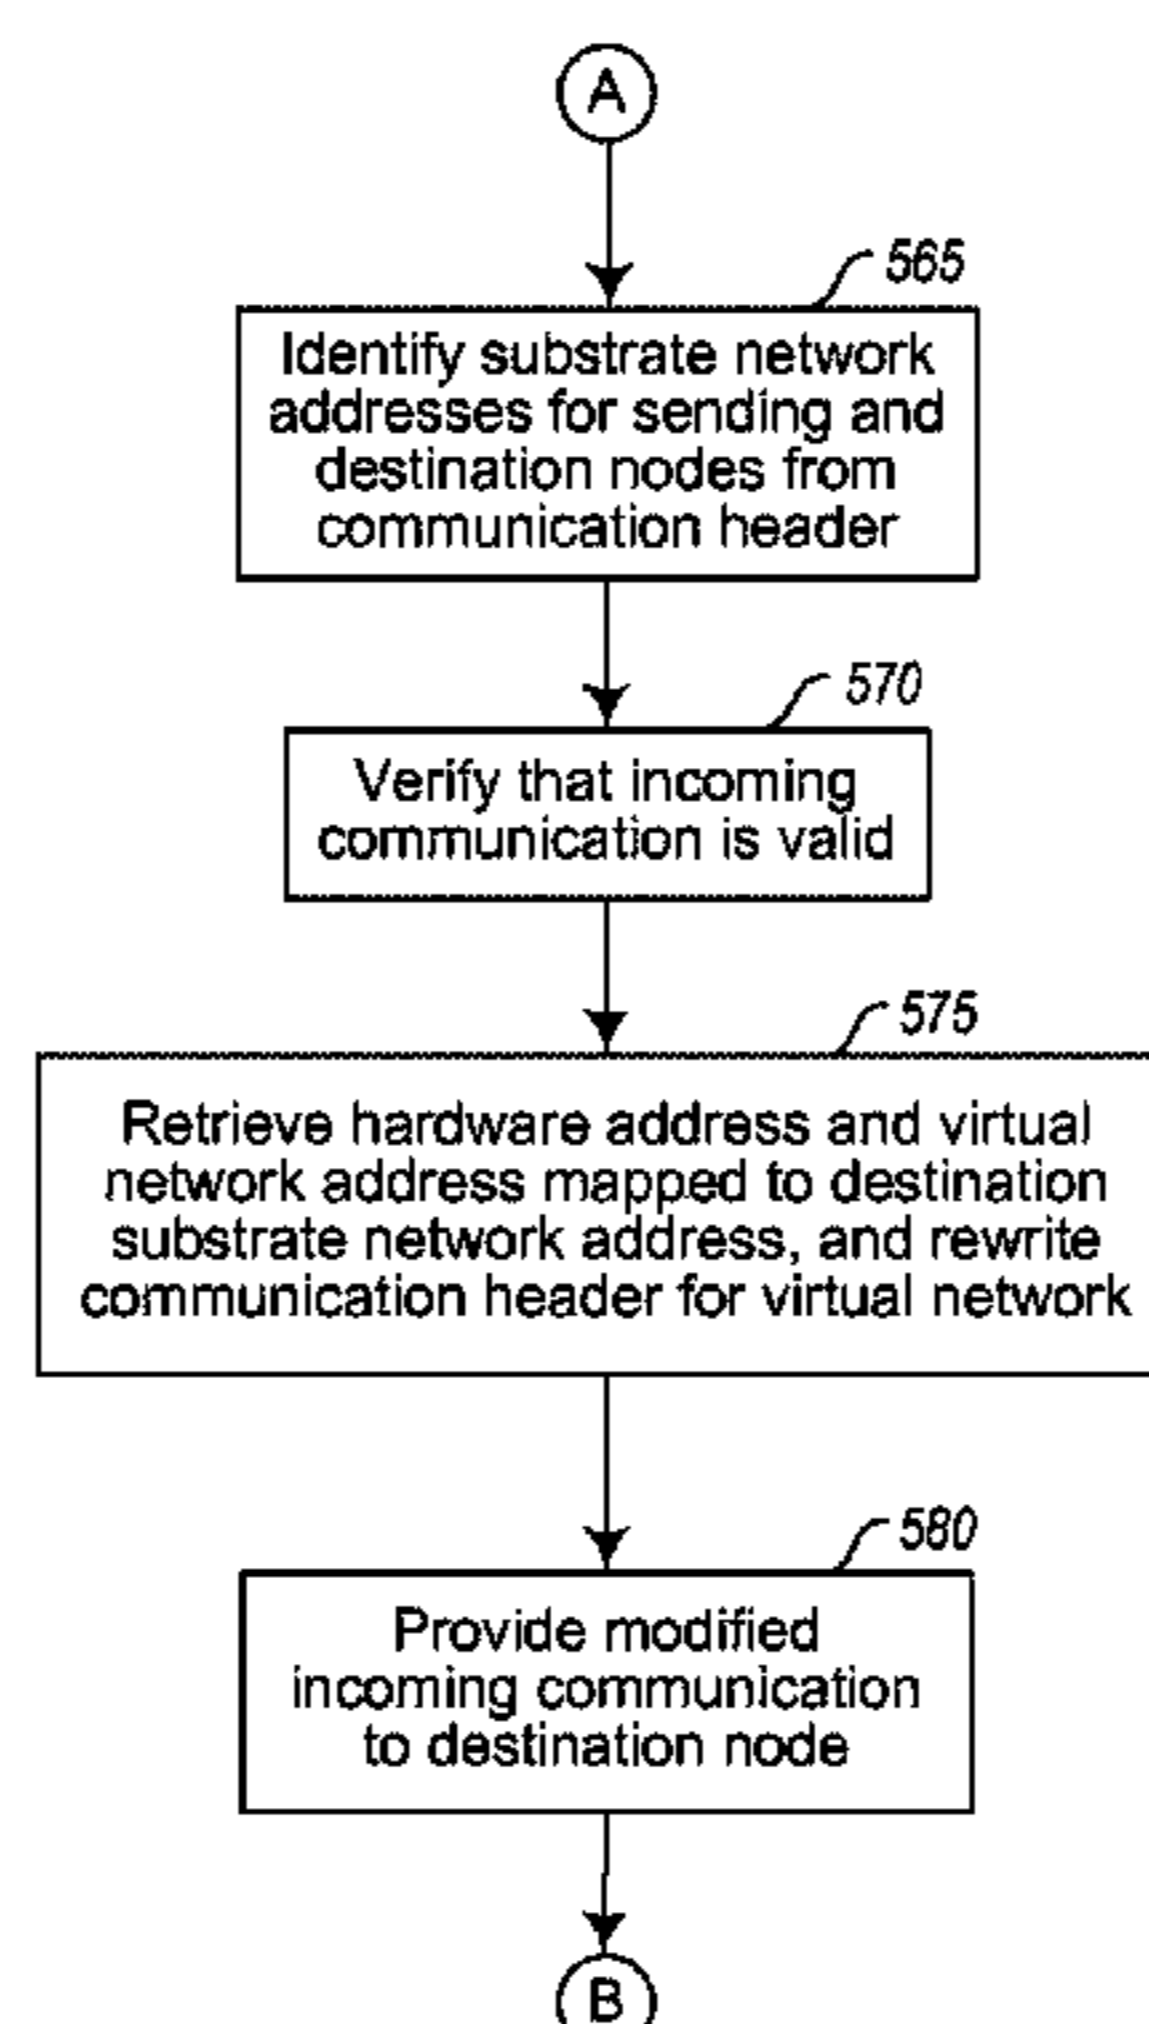 A
565
Identify substrate network
addresses for sending and
destination nodes from
communication header
570
Verify that incoming
communication is valid
575
Retrieve hardware address and virtual
network address mapped to destination
substrate network address, and rewrite
communication header for virtual network
580
Provide modified
incoming communication
to destination node
B